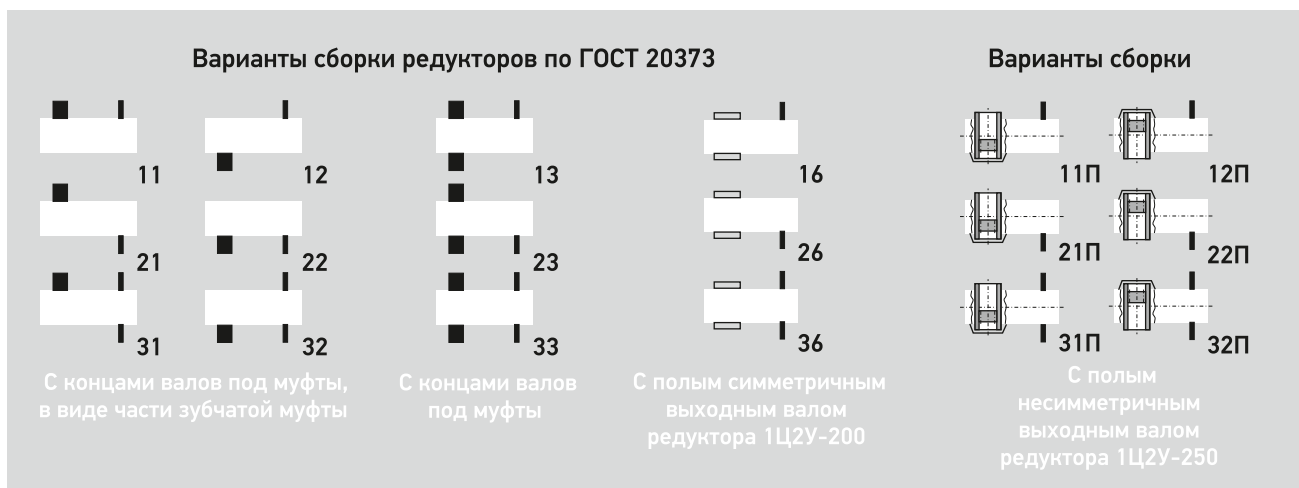 Варианты сборки редукторов по ГОСТ 20373
Варианты сборки
11
12
13
16
11П
12П
21
22
23
26
21П
22П
31
32
33
36
31П
32П
С концами валов под муфты,
в виде части зубчатой муфты
С концами валов
под муфты
С полым симметричным
выходным валом
редуктора 1Ц2У-200
С полым
несимметричным
выходным валом
редуктора 1Ц2У-250